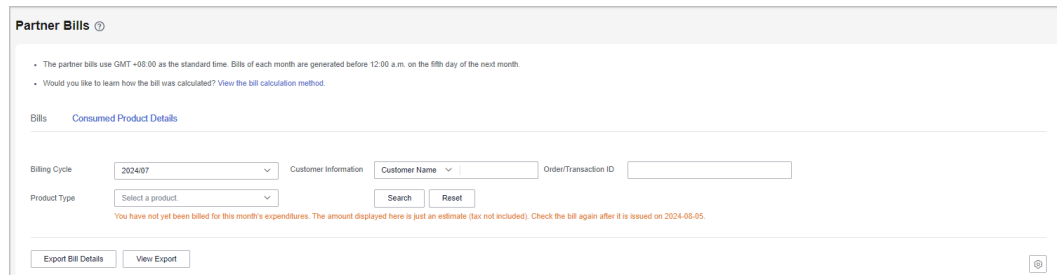 Partner Bills
The partner bills use GMT +08:00 as the standard time. Bills of each month are generated before 12:00 a.m. on the fifth day of the next month.
Would you like to learn how the bill was calculated? View the bill calculation method.
Bills Consumed Product Details
Billing Cycle 2024/07 Customer Information Customer Name Order/Transaction ID
Product Type Select a product. Search Reset
You have not yet been billed for this month's expenditures. The amount displayed here is just an estimate (tax not included). Check the bill again after it is issued on 2024-08-05.
Export Bill Details View Export